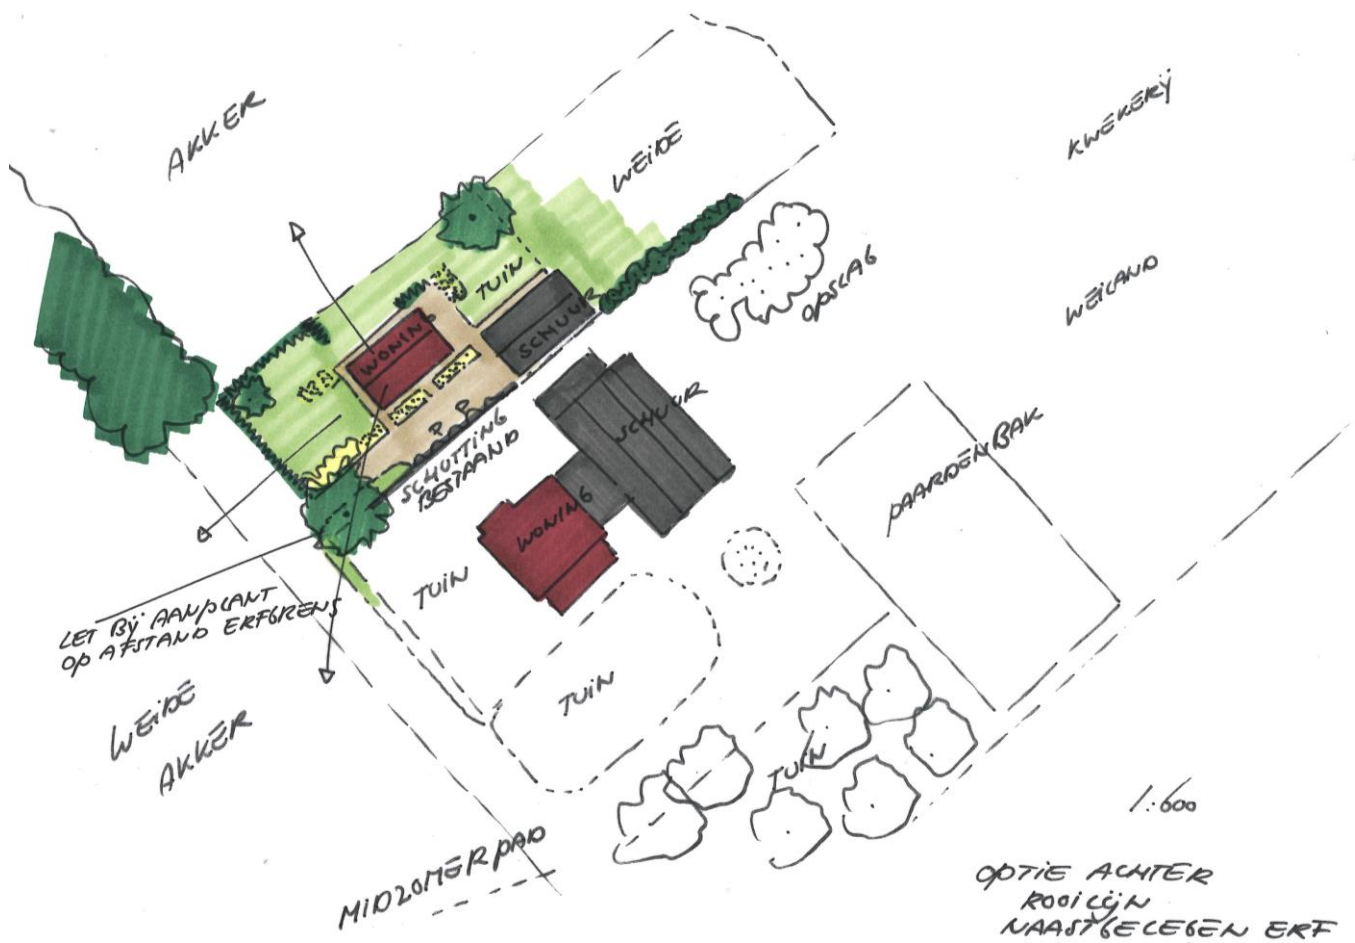 AKKER
KWEKERIJ
WEIDE
TUIN
WEILAND
OPSLAG
WONING
SCHUUR
SCHUUR
P P
SCHUTTING
BESTAAND
PAARDENBAK
WONING
TUIN
LET BIJ AANPLANT
OP AFSTAND ERFGRENS
TUIN
WEIDE
AKKER
TUIN
1:600
MIDZOMERPAD
OPTIE ACHTER
ROOILIJN
NAASTGELEGEN ERF